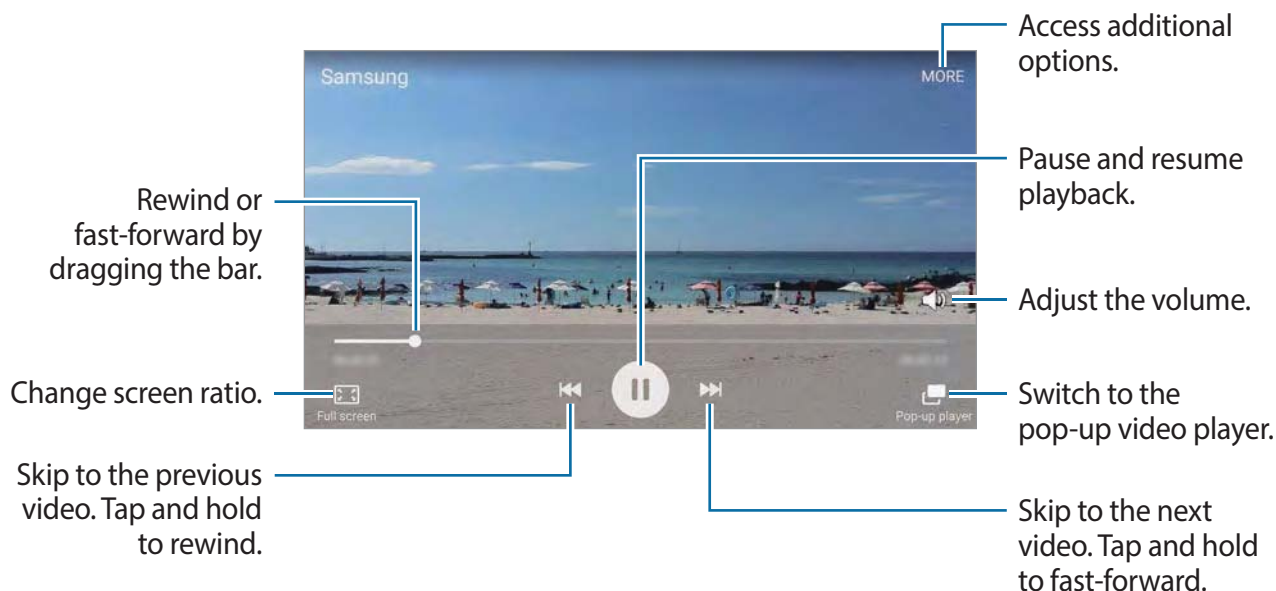 Access additional
options.
Samsung
MORE
Pause and resume
playback.
Rewind or
fast-forward by
dragging the bar.
Adjust the volume.
Change screen ratio.
Full screen
Pop-up player
Switch to the
pop-up video player.
Skip to the previous
video. Tap and hold
to rewind.
Skip to the next
video. Tap and hold
to fast-forward.